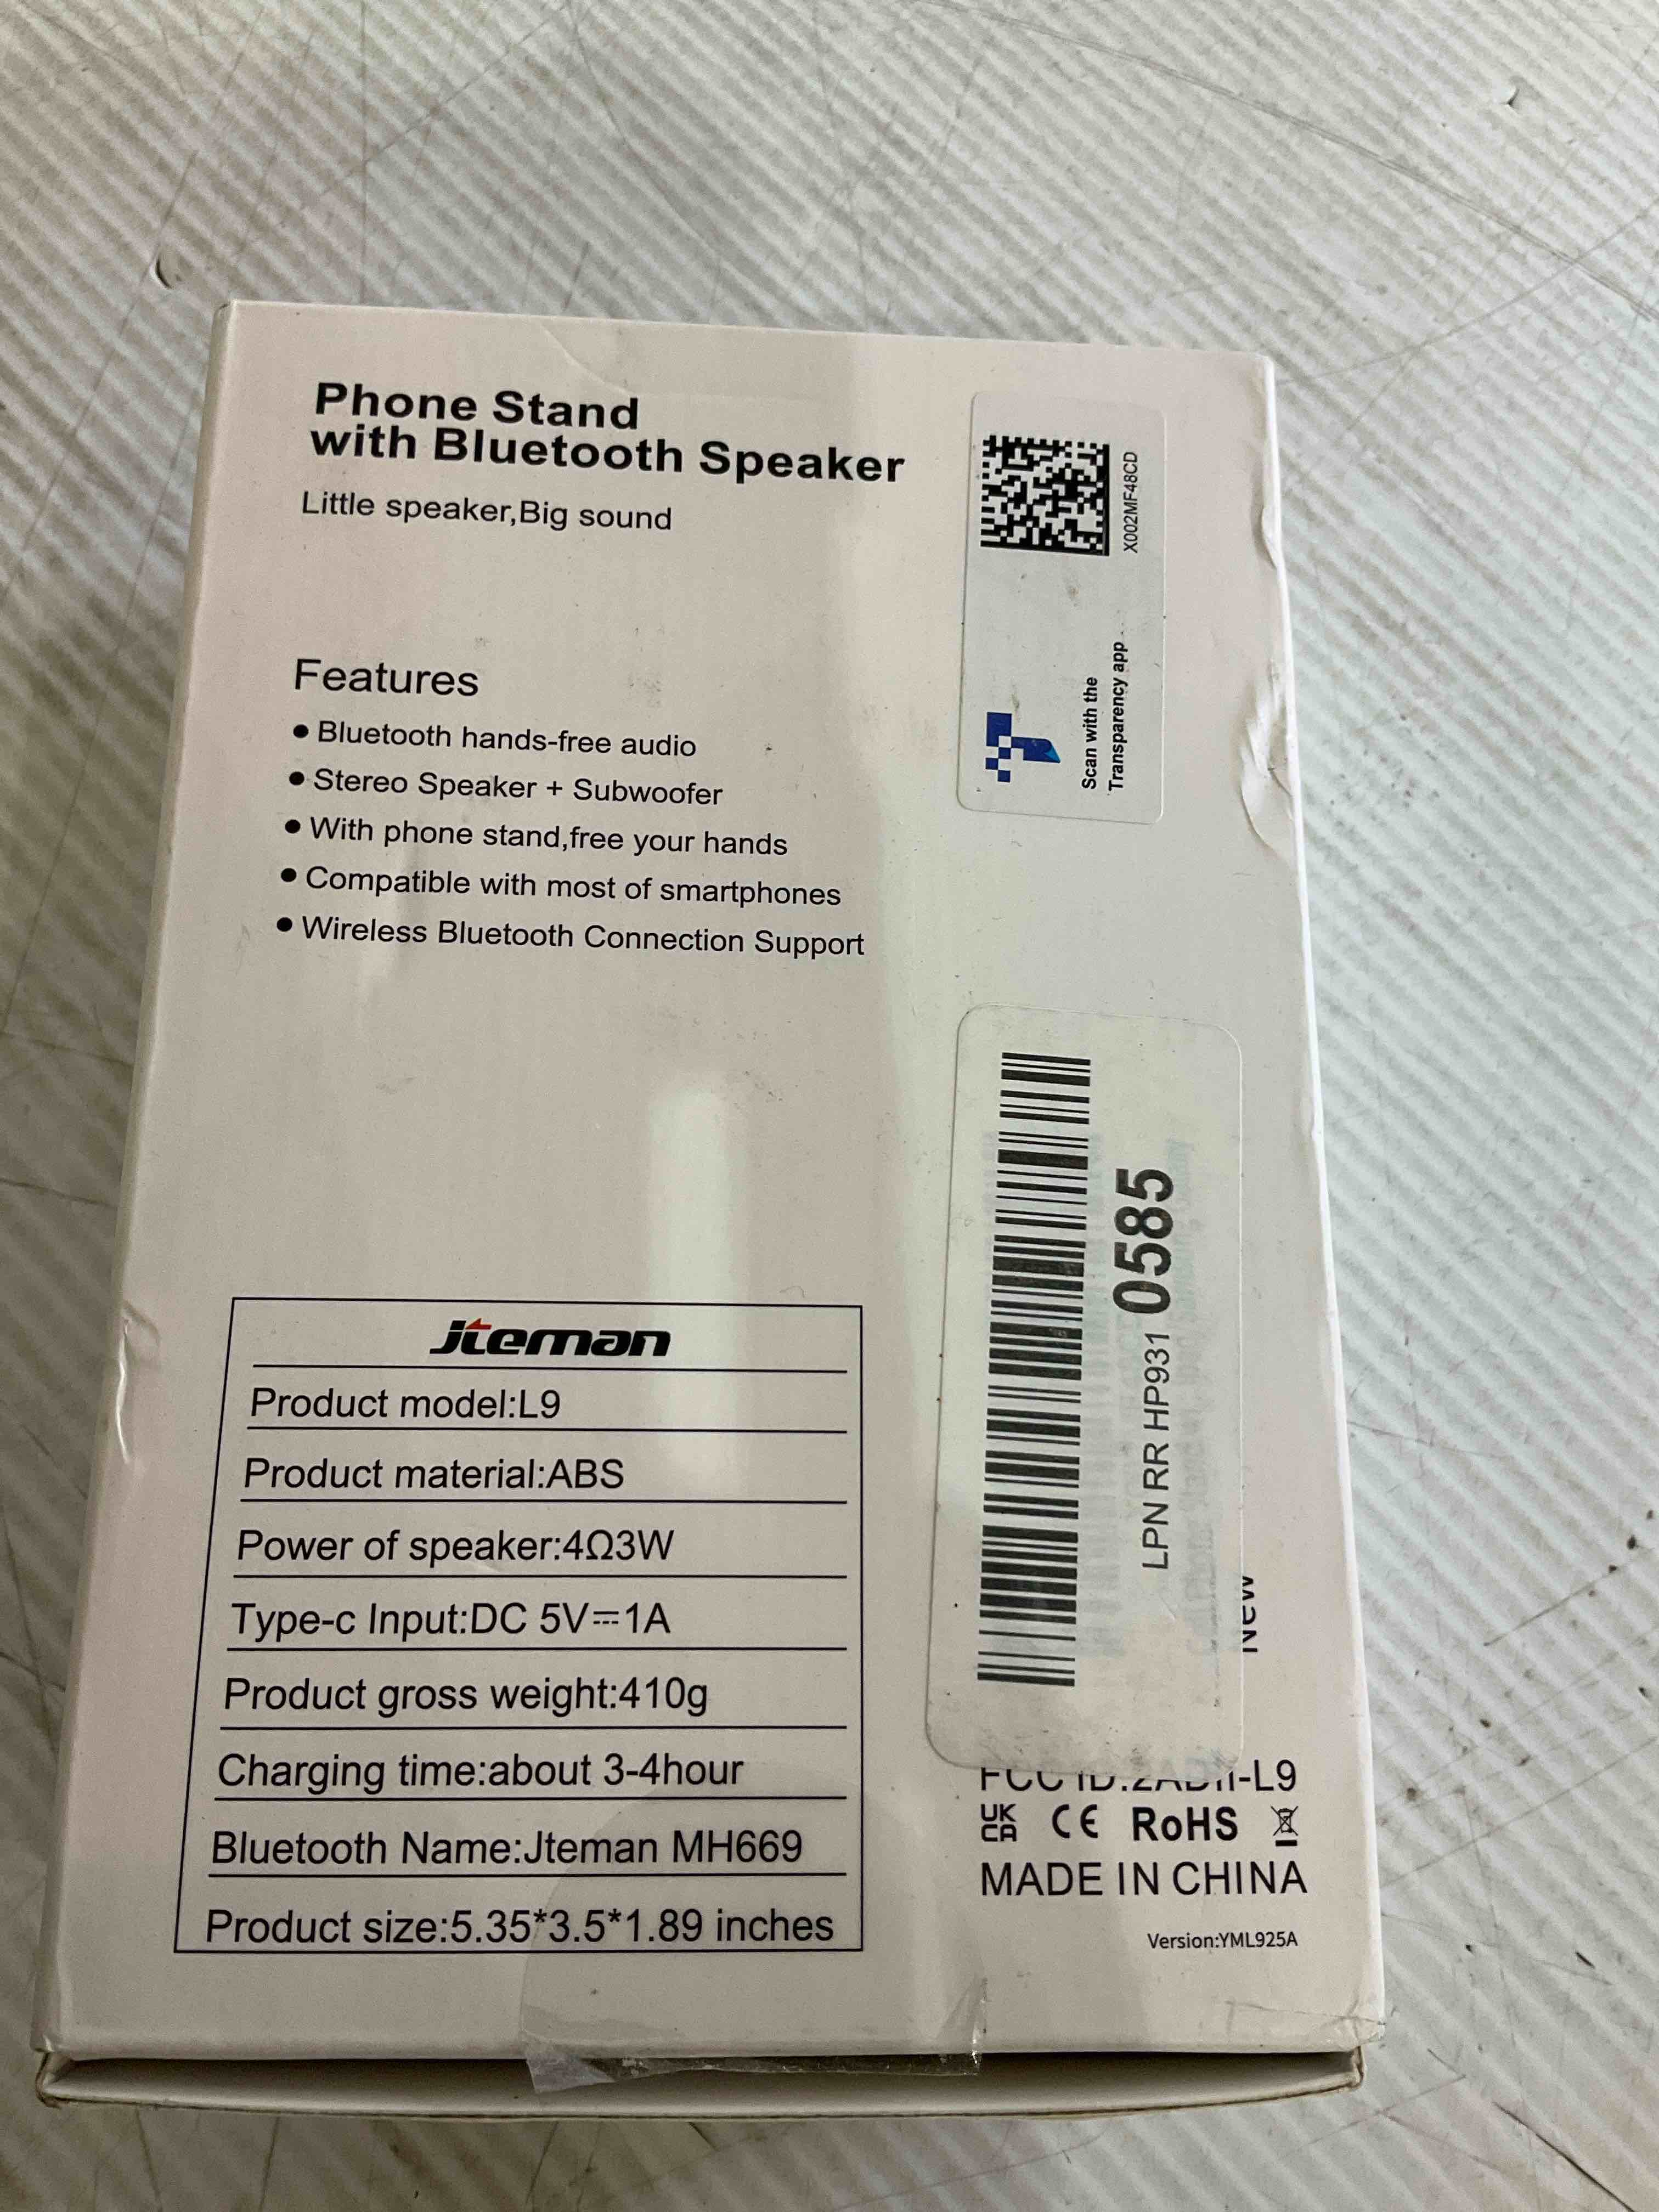 Phone Stand
with Bluetooth Speaker
Little speaker,Big sound
X002MF48CD
Scan with the
Transparency app
Features
● Bluetooth hands-free audio
● Stereo Speaker + Subwoofer
● With phone stand,free your hands
● Compatible with most of smartphones
● Wireless Bluetooth Connection Support
LPN RR HP931 0585
New
jteman
Product model:L9
Product material:ABS
Power of speaker:4Ω3W
Type-c Input:DC 5V⎓1A
Product gross weight:410g
Charging time:about 3-4hour
Bluetooth Name:Jteman MH669
Product size:5.35*3.5*1.89 inches
FCC
UK CA CE RoHS
MADE IN CHINA
Version:YML925A